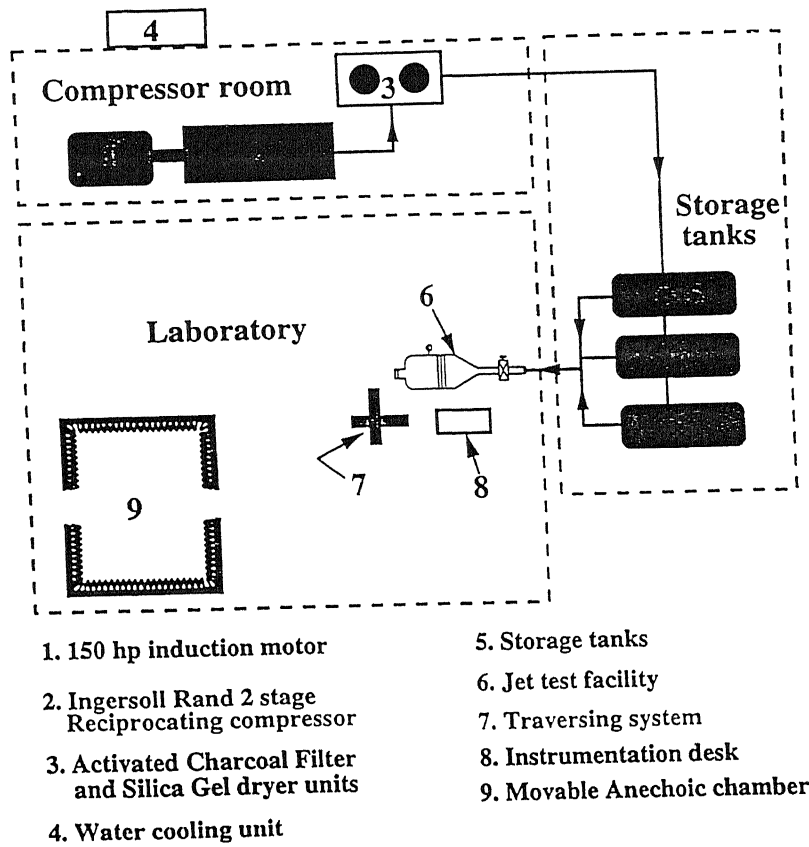 4
Compressor room
3
Storage
tanks
6
Laboratory
7
8
9
1. 150 hp induction motor
2. Ingersoll Rand 2 stage
Reciprocating compressor
3. Activated Charcoal Filter
and Silica Gel dryer units
4. Water cooling unit
5. Storage tanks
6. Jet test facility
7. Traversing system
8. Instrumentation desk
9. Movable Anechoic chamber